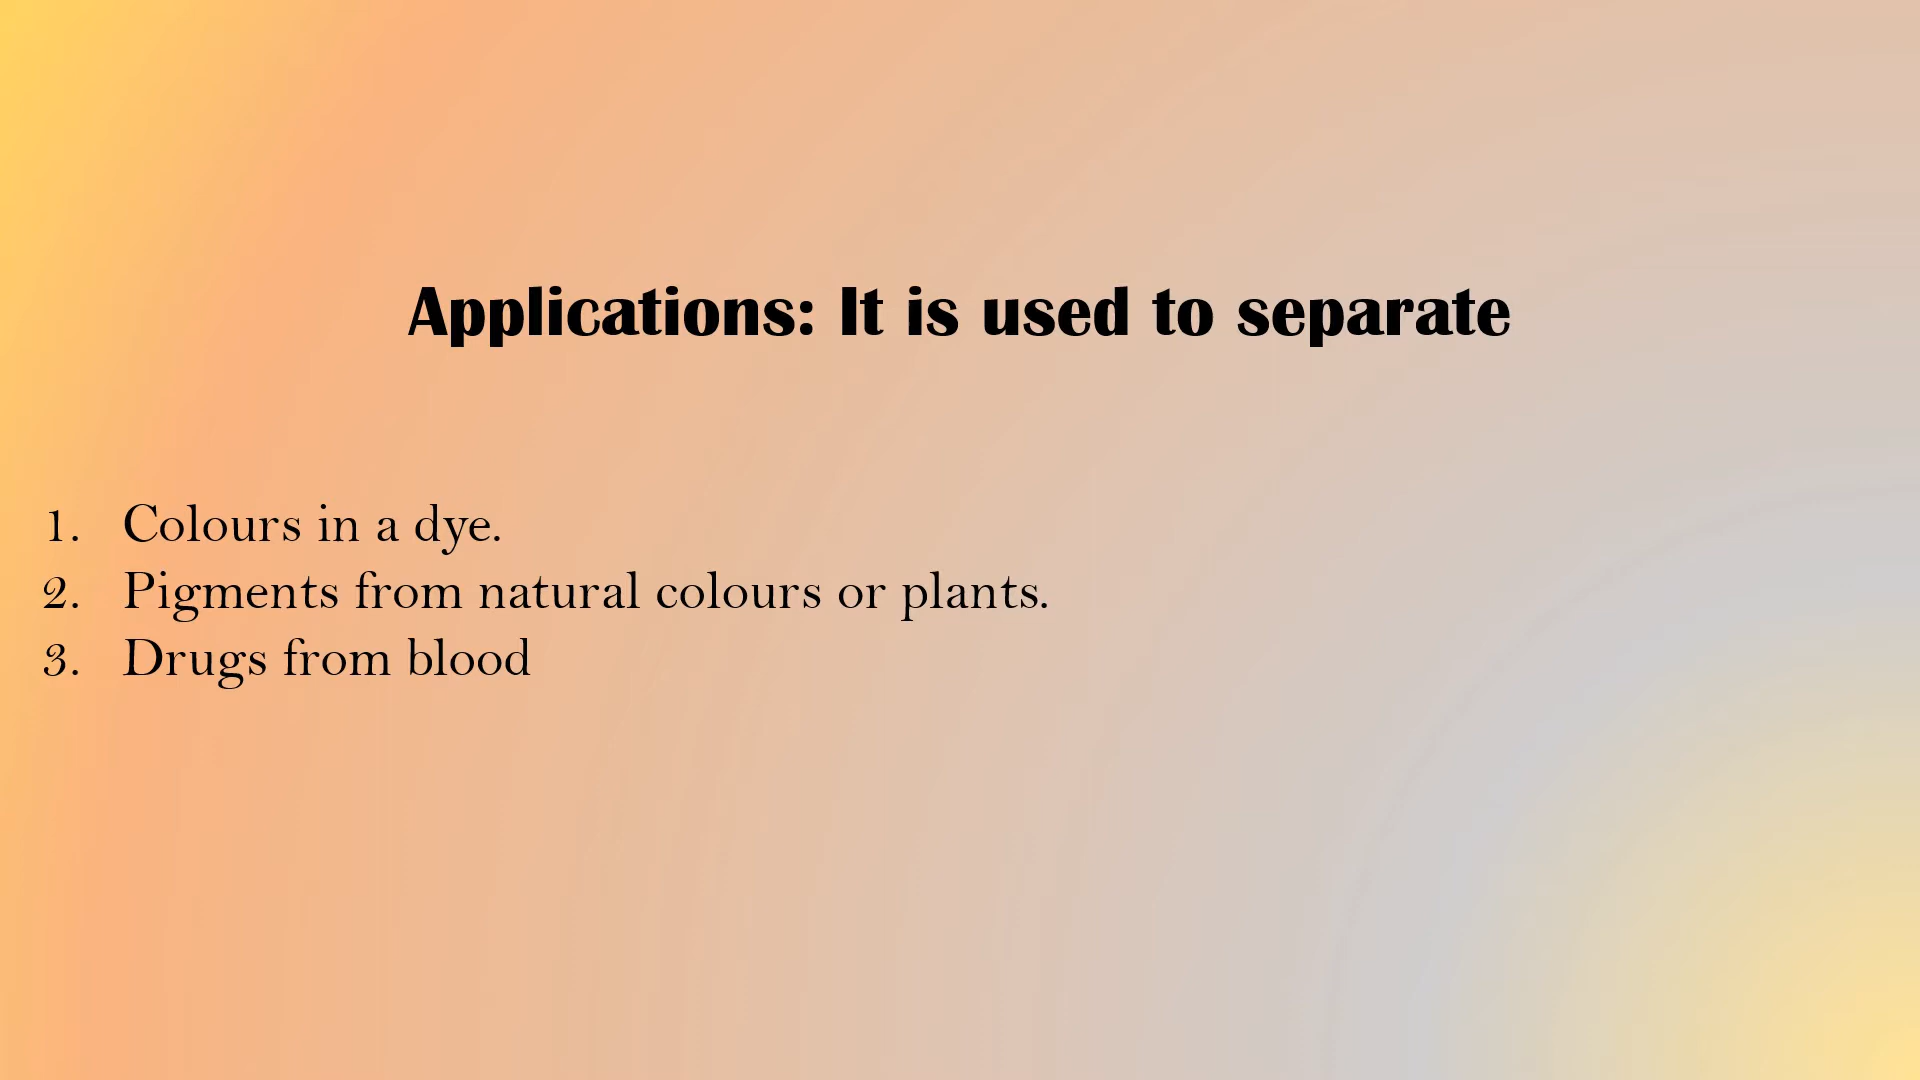 Applications: It is used to separate
1. Colours in a dye.
2. Pigments from natural colours or plants.
3. Drugs from blood